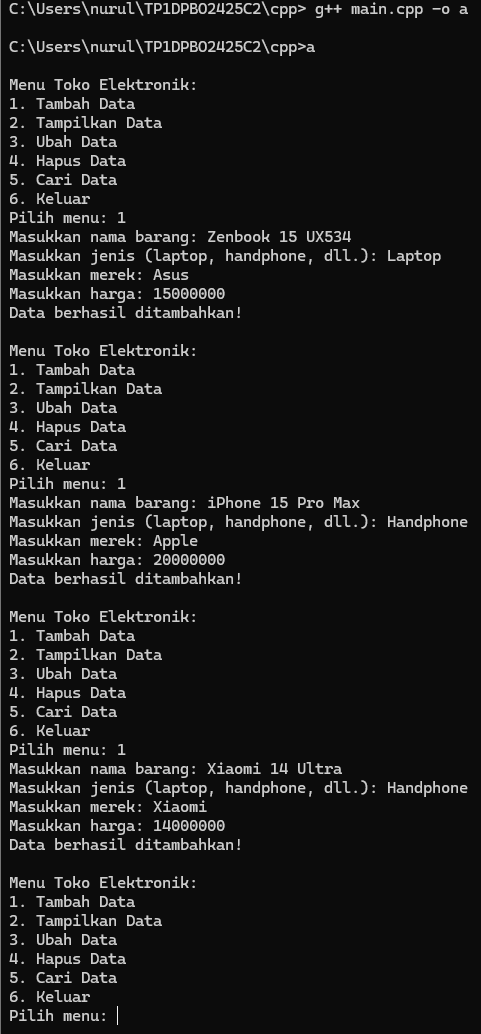 C:\Users\nurul\TP1DPBO2425C2\cpp> g++ main.cpp -o a
C:\Users\nurul\TP1DPBO2425C2\cpp>a
Menu Toko Elektronik:
1. Tambah Data
2. Tampilkan Data
3. Ubah Data
4. Hapus Data
5. Cari Data
6. Keluar
Pilih menu: 1
Masukkan nama barang: Zenbook 15 UX534
Masukkan jenis (laptop, handphone, dll.): Laptop
Masukkan merek: Asus
Masukkan harga: 15000000
Data berhasil ditambahkan!
Menu Toko Elektronik:
1. Tambah Data
2. Tampilkan Data
3. Ubah Data
4. Hapus Data
5. Cari Data
6. Keluar
Pilih menu: 1
Masukkan nama barang: iPhone 15 Pro Max
Masukkan jenis (laptop, handphone, dll.): Handphone
Masukkan merek: Apple
Masukkan harga: 20000000
Data berhasil ditambahkan!
Menu Toko Elektronik:
1. Tambah Data
2. Tampilkan Data
3. Ubah Data
4. Hapus Data
5. Cari Data
6. Keluar
Pilih menu: 1
Masukkan nama barang: Xiaomi 14 Ultra
Masukkan jenis (laptop, handphone, dll.): Handphone
Masukkan merek: Xiaomi
Masukkan harga: 14000000
Data berhasil ditambahkan!
Menu Toko Elektronik:
1. Tambah Data
2. Tampilkan Data
3. Ubah Data
4. Hapus Data
5. Cari Data
6. Keluar
Pilih menu: